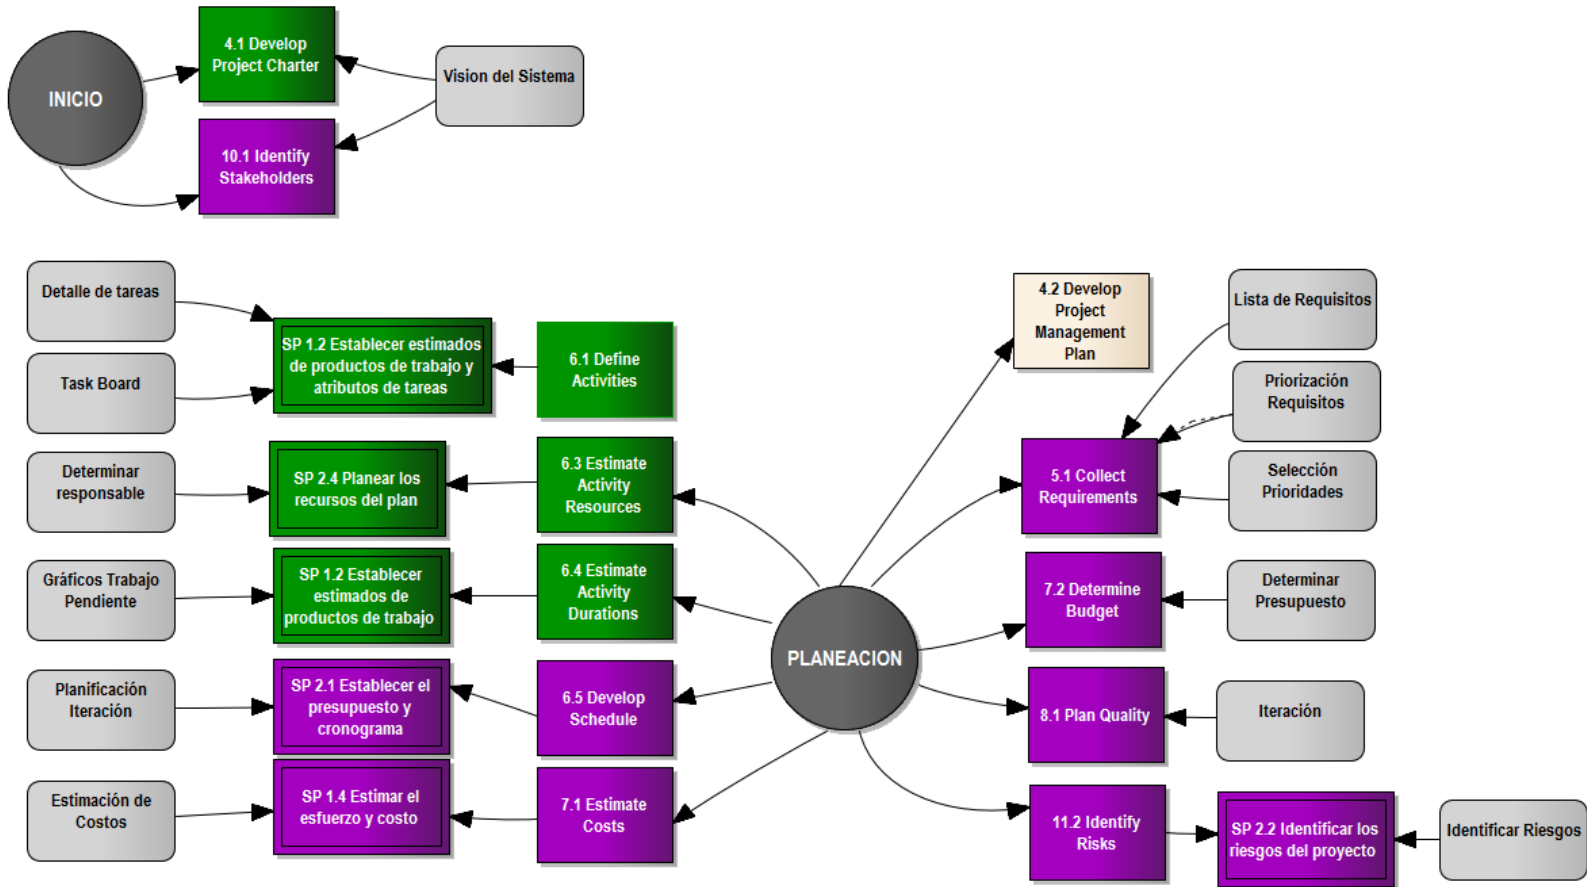 4.1 Develop
Project Charter
Vision del Sistema
INICIO
10.1 Identify
Stakeholders
Detalle de tareas
SP 1.2 Establecer estimados
de productos de trabajo y
atributos de tareas
6.1 Define
Activities
Task Board
Determinar
responsable
SP 2.4 Planear los
recursos del plan
6.3 Estimate
Activity
Resources
Gráficos Trabajo
Pendiente
SP 1.2 Establecer
estimados de
productos de trabajo
6.4 Estimate
Activity
Durations
Planificación
Iteración
SP 2.1 Establecer el
presupuesto y
cronograma
6.5 Develop
Schedule
Estimación de
Costos
SP 1.4 Estimar el
esfuerzo y costo
7.1 Estimate
Costs
PLANEACION
4.2 Develop
Project
Management
Plan
Lista de Requisitos
Priorización
Requisitos
5.1 Collect
Requirements
Selección
Prioridades
7.2 Determine
Budget
Determinar
Presupuesto
8.1 Plan Quality
Iteración
11.2 Identify
Risks
SP 2.2 Identificar los
riesgos del proyecto
Identificar Riesgos